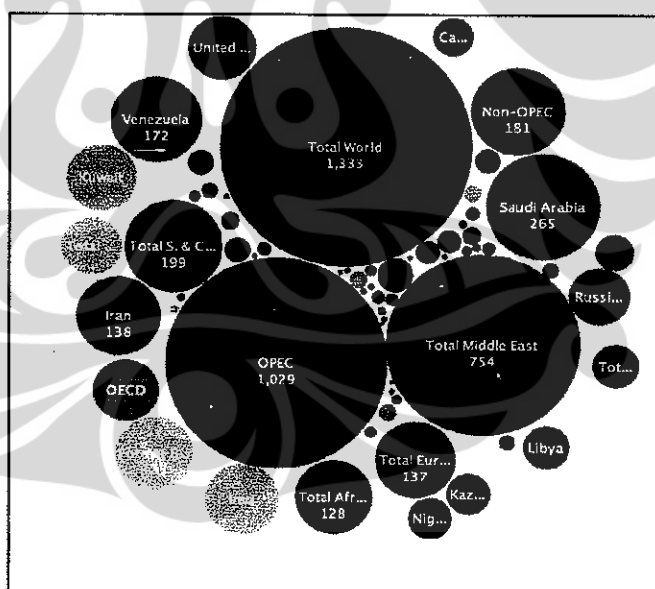 United ...
Ca...
Venezuela
172
Non-OPEC
181
Total World
1,333
Kuwait
Saudi Arabia
265
Total S. & C...
199
Iran
138
Russi...
OPEC
1,029
Total Middle East
754
Tot...
OECD
Libya
Total Eur...
137
Total Afr...
128
Kaz...
Nig...